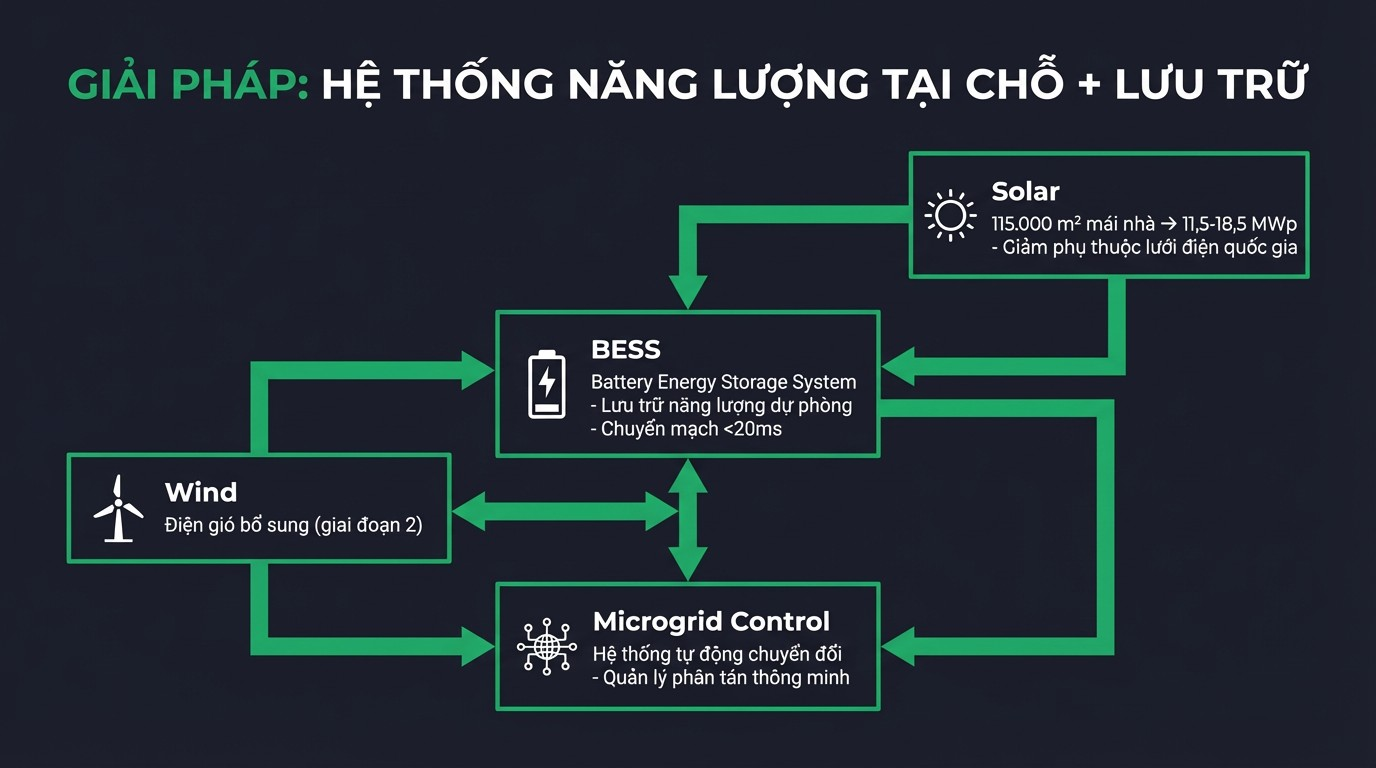 GIẢI PHÁP: HỆ THỐNG NĂNG LƯỢNG TẠI CHỖ + LƯU TRỮ
Solar
115.000 m² mái nhà → 11,5-18,5 MWp
- Giảm phụ thuộc lưới điện quốc gia
BESS
Battery Energy Storage System
- Lưu trữ năng lượng dự phòng
- Chuyển mạch <20ms
Wind
Điện gió bổ sung (giai đoạn 2)
Microgrid Control
Hệ thống tự động chuyển đổi
- Quản lý phân tán thông minh